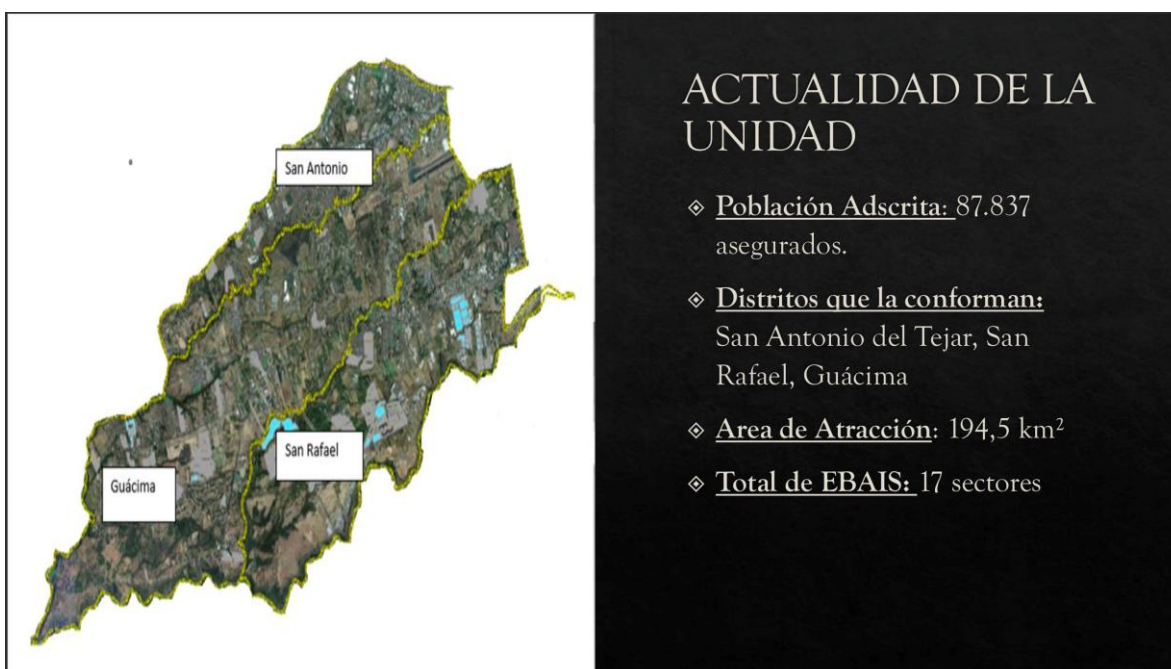 San Antonio
San Rafael
Guácima
ACTUALIDAD DE LA
UNIDAD
Población Adscrita: 87.837
asegurados.
Distritos que la conforman:
San Antonio del Tejar, San
Rafael, Guácima
Area de Atracción: 194,5 km²
Total de EBAIS: 17 sectores